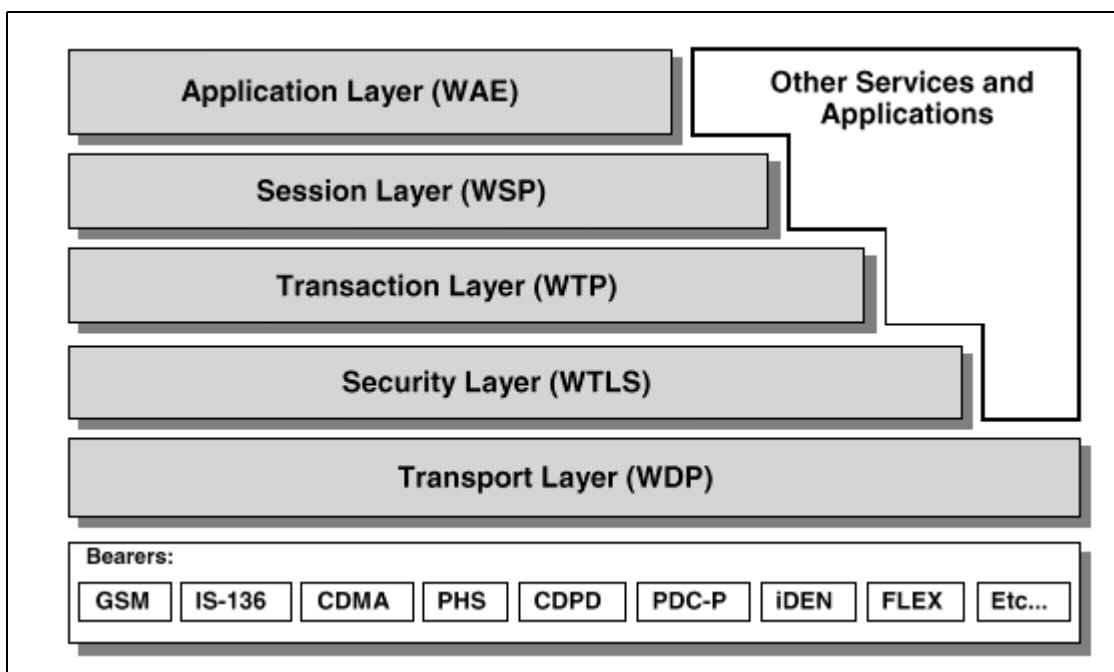 Application Layer (WAE)
Other Services and
Applications
Session Layer (WSP)
Transaction Layer (WTP)
Security Layer (WTLS)
Transport Layer (WDP)
Bearers:
GSM IS-136 CDMA PHS CDPD PDC-P iDEN FLEX Etc...